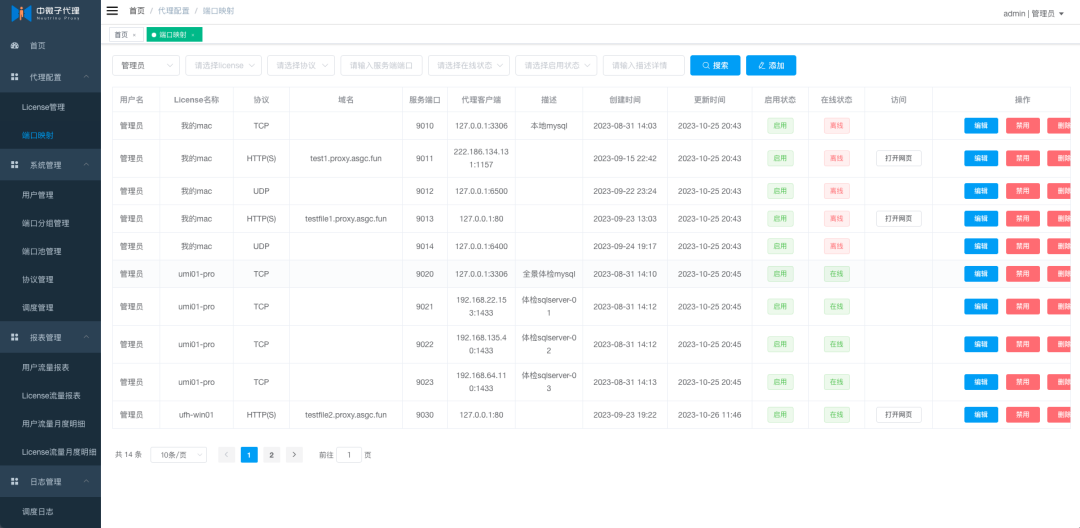 中微子代理
Neutrino Proxy
首页
代理配置
License管理
端口映射
系统管理
用户管理
端口分组管理
端口池管理
协议管理
调度管理
报表管理
用户流量报表
License流量报表
用户流量月度明细
License流量月度明细
日志管理
调度日志
首页 / 代理配置 / 端口映射
admin | 管理员
首页 × 端口映射 ×
管理员 请选择license 请选择协议 请输入服务端端口 请选择在线状态 请选择启用状态 请输入描述详情 搜索 添加
用户名 License名称 协议 域名 服务端口 代理客户端 描述 创建时间 更新时间 启用状态 在线状态 访问 操作
管理员 我的mac TCP 9010 127.0.0.1:3306 本地mysql 2023-08-31 14:03 2023-10-25 20:43 启用 离线 编辑 禁用 删除
管理员 我的mac HTTP(S) test1.proxy.asgc.fun 9011 222.186.134.13
1:1157 2023-09-15 22:42 2023-10-25 20:43 启用 离线 打开网页 编辑 禁用 删除
管理员 我的mac UDP 9012 127.0.0.1:6500 2023-09-22 23:24 2023-10-25 20:43 启用 离线 编辑 禁用 删除
管理员 我的mac HTTP(S) testfile1.proxy.asgc.fun 9013 127.0.0.1:80 2023-09-23 13:03 2023-10-25 20:43 启用 离线 打开网页 编辑 禁用 删除
管理员 我的mac UDP 9014 127.0.0.1:6400 2023-09-24 19:17 2023-10-25 20:43 启用 离线 编辑 禁用 删除
管理员 umi01-pro TCP 9020 127.0.0.1:3306 全景体检mysql 2023-08-31 14:10 2023-10-25 20:45 启用 在线 编辑 禁用 删除
管理员 umi01-pro TCP 9021 192.168.22.15
3:1433 体检sqlserver-0
1 2023-08-31 14:12 2023-10-25 20:45 启用 在线 编辑 禁用 删除
管理员 umi01-pro TCP 9022 192.168.135.4
0:1433 体检sqlserver-0
2 2023-08-31 14:12 2023-10-25 20:45 启用 在线 编辑 禁用 删除
管理员 umi01-pro TCP 9023 192.168.64.11
0:1433 体检sqlserver-0
3 2023-08-31 14:13 2023-10-25 20:45 启用 在线 编辑 禁用 删除
管理员 ufh-win01 HTTP(S) testfile2.proxy.asgc.fun 9030 127.0.0.1:80 2023-09-23 19:22 2023-10-26 11:46 启用 在线 打开网页 编辑 禁用 删除
共 14 条 10条/页 1 2 前往 1 页